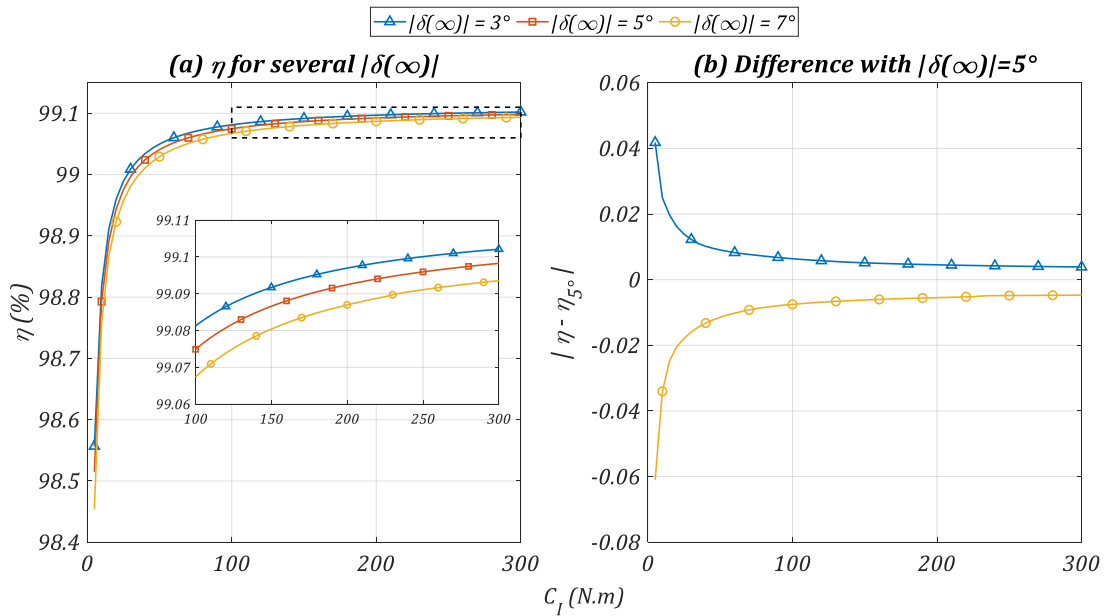 |δ(∞)| = 3° |δ(∞)| = 5° |δ(∞)| = 7°
(a) η for several |δ(∞)|
99.1
99
98.9
98.8
98.7
98.6
98.5
98.4
η (%)
0 100 200 300
99.11
99.1
99.09
99.08
99.07
99.06
100 150 200 250 300
(b) Difference with |δ(∞)|=5°
0.06
0.04
0.02
0
-0.02
-0.04
-0.06
-0.08
| η - η5° |
0 100 200 300
CI (N.m)